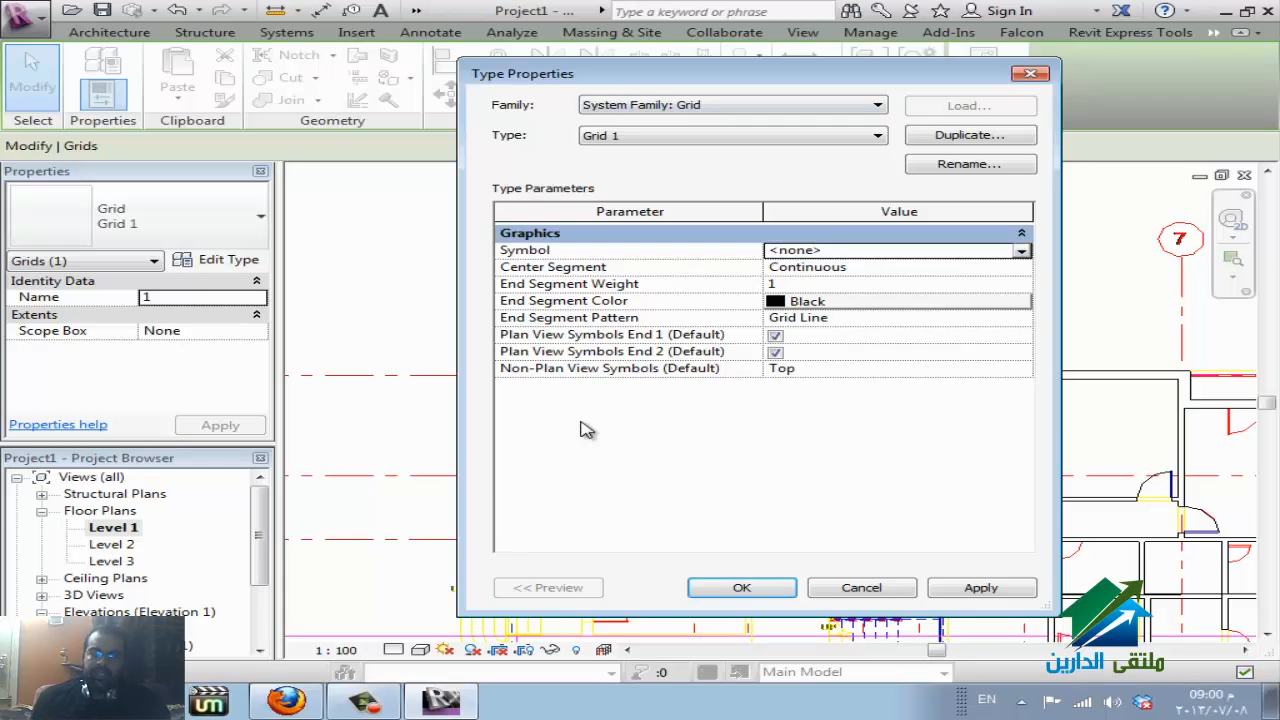 Project1 - ...
Type a keyword or phrase
Sign In
Architecture
Structure
Systems
Insert
Annotate
Analyze
Massing & Site
Collaborate
View
Manage
Add-Ins
Falcon
Revit Express Tools
Modify
Notch
Cut
Join
Paste
Select
Properties
Clipboard
Geometry
Modify | Grids
Properties
Grid
Grid 1
Grids (1)
Edit Type
Identity Data
Name 1
Extents
Scope Box None
Properties help
Apply
Project1 - Project Browser
Views (all)
Structural Plans
Floor Plans
Level 1
Level 2
Level 3
Ceiling Plans
3D Views
Elevations (Elevation 1)
Type Properties
Family: System Family: Grid Load...
Type: Grid 1 Duplicate...
Rename...
Type Parameters
Parameter Value
Graphics
Symbol <none>
Center Segment Continuous
End Segment Weight 1
End Segment Color Black
End Segment Pattern Grid Line
Plan View Symbols End 1 (Default)
Plan View Symbols End 2 (Default)
Non-Plan View Symbols (Default) Top
<< Preview
OK
Cancel
Apply
7
2D
1 : 100
:0
Main Model
ملتقى الدارين
um
EN
09:00 م
٢٠١٣/٠٧/٠٨